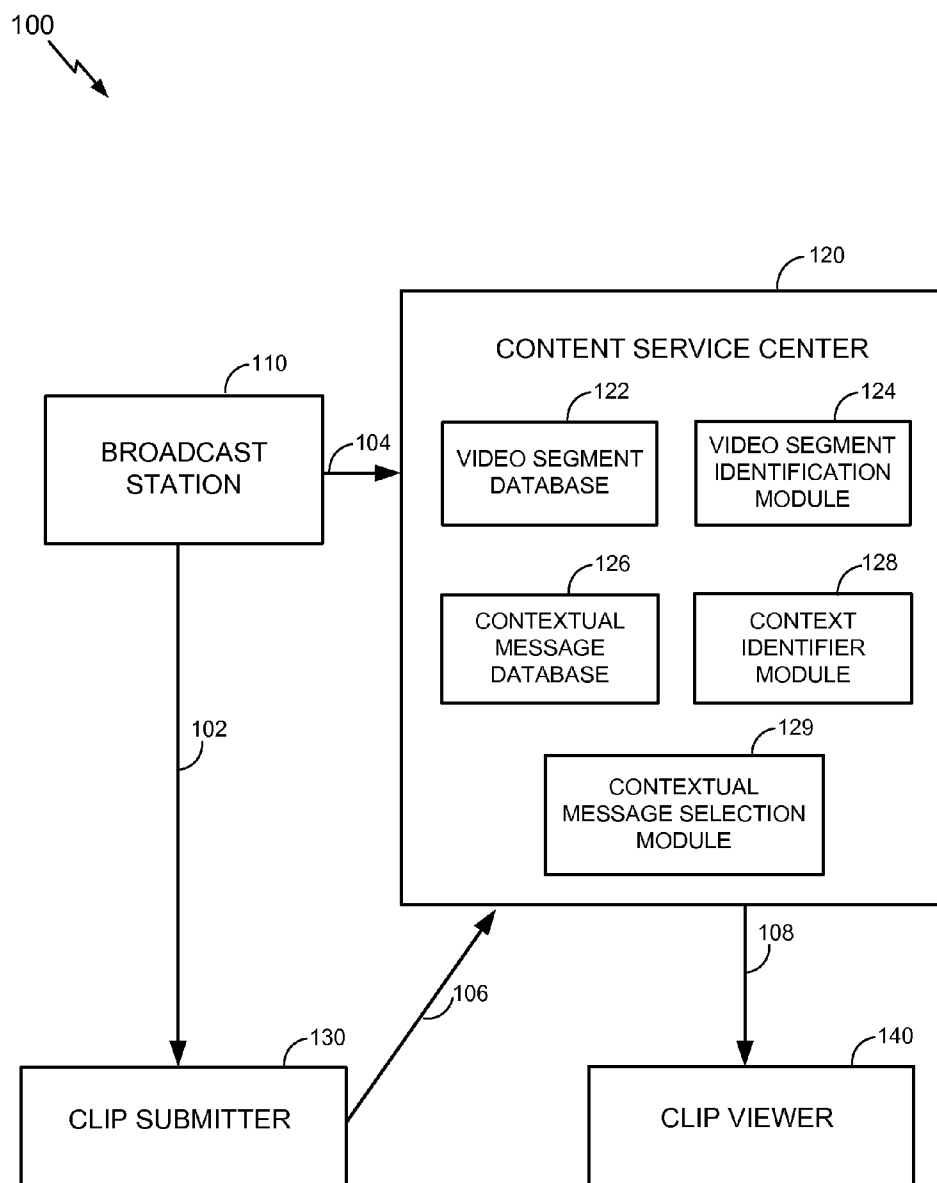 100
120
CONTENT SERVICE CENTER
110
BROADCAST
STATION
104
122
VIDEO SEGMENT
DATABASE
124
VIDEO SEGMENT
IDENTIFICATION
MODULE
126
CONTEXTUAL
MESSAGE
DATABASE
128
CONTEXT
IDENTIFIER
MODULE
102
129
CONTEXTUAL
MESSAGE SELECTION
MODULE
108
106
130
CLIP SUBMITTER
140
CLIP VIEWER